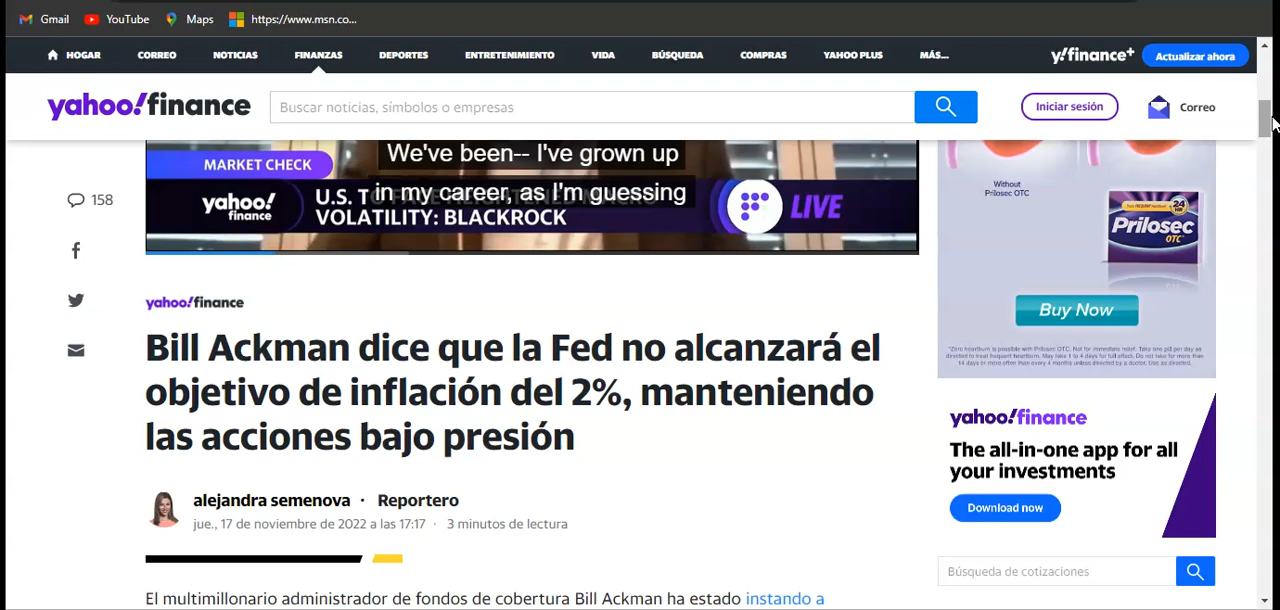 Gmail YouTube Maps https://www.msn.co...
HOGAR CORREO NOTICIAS FINANZAS DEPORTES ENTRETENIMIENTO VIDA BÚSQUEDA COMPRAS YAHOO PLUS MÁS... y!finance+ Actualizar ahora
yahoo!finance Buscar noticias, símbolos o empresas Iniciar sesión Correo
We've been-- I've grown up
MARKET CHECK
in my career, as I'm guessing
yahoo!
finance
VOLATILITY: BLACKROCK
LIVE
158
Without
Prilosec OTC
24
HR
Prilosec
OTC
Buy Now
yahoo!finance
Bill Ackman dice que la Fed no alcanzará el
objetivo de inflación del 2%, manteniendo
las acciones bajo presión
alejandra semenova · Reportero
jue., 17 de noviembre de 2022 a las 17:17 · 3 minutos de lectura
El multimillonario administrador de fondos de cobertura Bill Ackman ha estado instando a
yahoo!finance
The all-in-one app for all
your investments
Download now
Búsqueda de cotizaciones